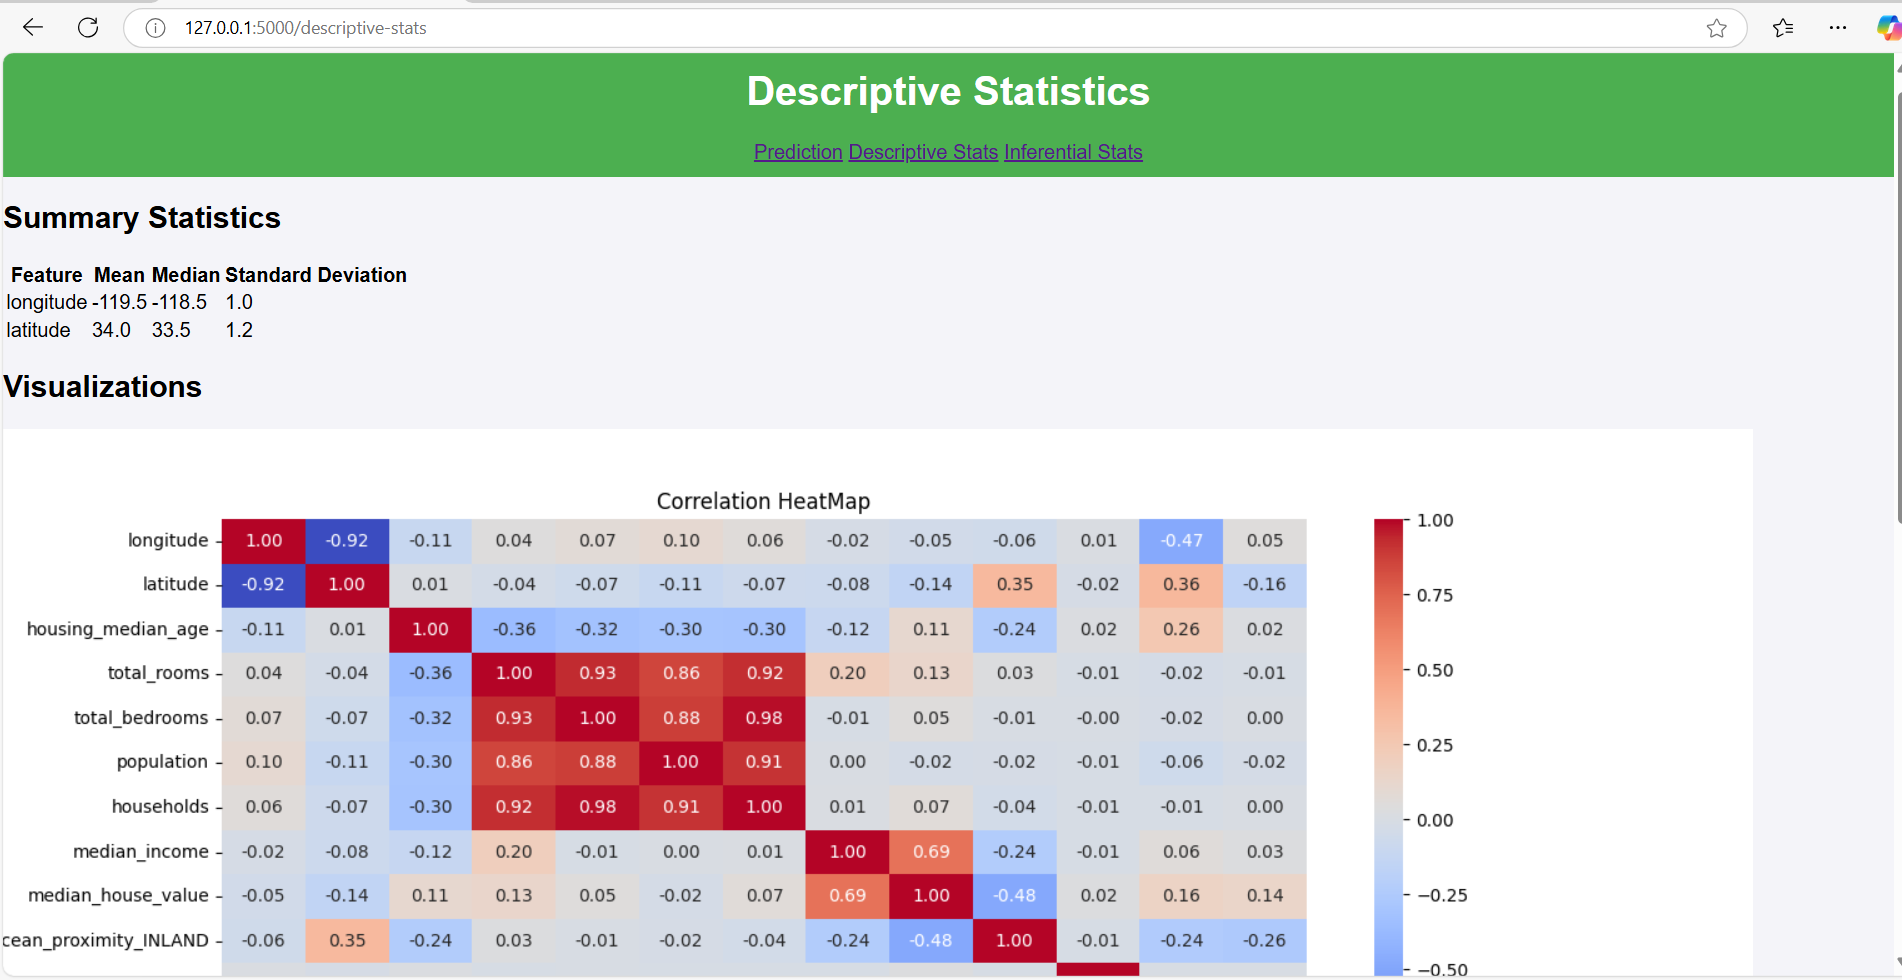 127.0.0.1:5000/descriptive-stats
Descriptive Statistics
Prediction Descriptive Stats Inferential Stats
Summary Statistics
Feature Mean Median Standard Deviation
longitude -119.5 -118.5 1.0
latitude 34.0 33.5 1.2
Visualizations
Correlation HeatMap
longitude 1.00 -0.92 -0.11 0.04 0.07 0.10 0.06 -0.02 -0.05 -0.06 0.01 -0.47 0.05
latitude -0.92 1.00 0.01 -0.04 -0.07 -0.11 -0.07 -0.08 -0.14 0.35 -0.02 0.36 -0.16
housing_median_age -0.11 0.01 1.00 -0.36 -0.32 -0.30 -0.30 -0.12 0.11 -0.24 0.02 0.26 0.02
total_rooms 0.04 -0.04 -0.36 1.00 0.93 0.86 0.92 0.20 0.13 0.03 -0.01 -0.02 -0.01
total_bedrooms 0.07 -0.07 -0.32 0.93 1.00 0.88 0.98 -0.01 0.05 -0.01 -0.00 -0.02 0.00
population 0.10 -0.11 -0.30 0.86 0.88 1.00 0.91 0.00 -0.02 -0.02 -0.01 -0.06 -0.02
households 0.06 -0.07 -0.30 0.92 0.98 0.91 1.00 0.01 0.07 -0.04 -0.01 -0.01 0.00
median_income -0.02 -0.08 -0.12 0.20 -0.01 0.00 0.01 1.00 0.69 -0.24 -0.01 0.06 0.03
median_house_value -0.05 -0.14 0.11 0.13 0.05 -0.02 0.07 0.69 1.00 -0.48 0.02 0.16 0.14
cean_proximity_INLAND -0.06 0.35 -0.24 0.03 -0.01 -0.02 -0.04 -0.24 -0.48 1.00 -0.01 -0.24 -0.26
1.00
0.75
0.50
0.25
0.00
−0.25
−0.50